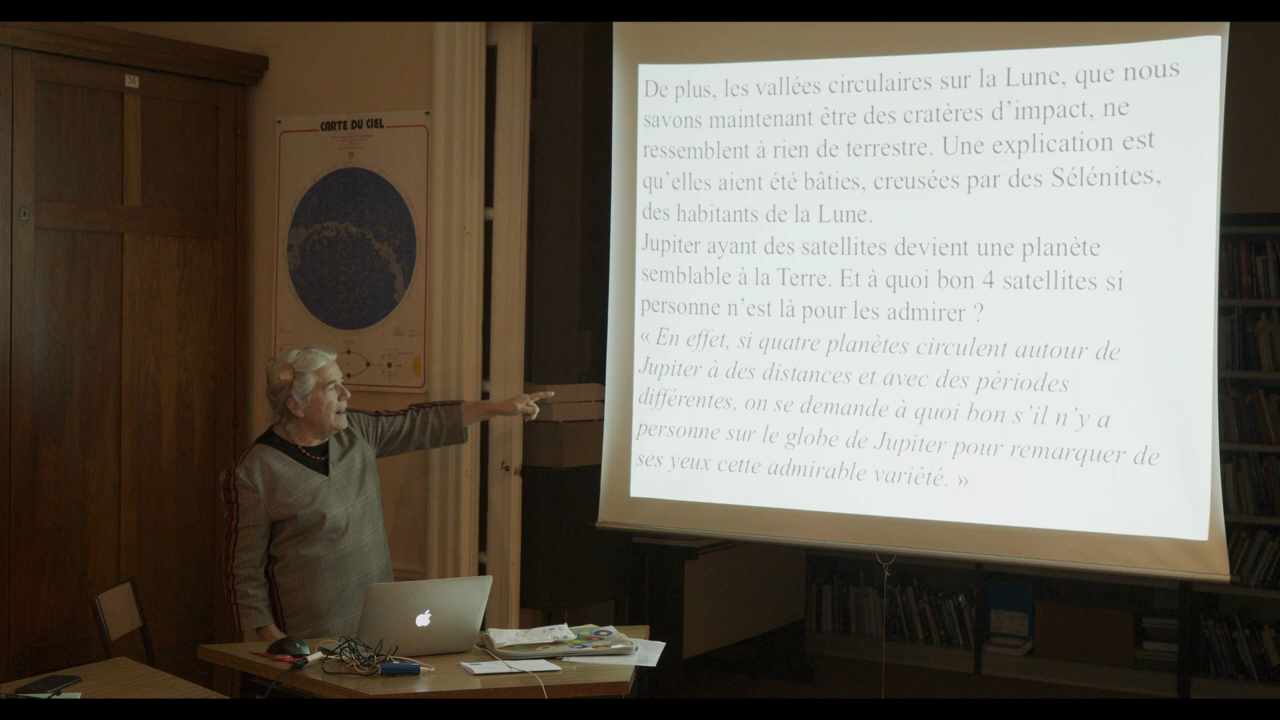 36
CARTE DU CIEL
De plus, les vallées circulaires sur la Lune, que nous
savons maintenant être des cratères d'impact, ne
ressemblent à rien de terrestre. Une explication est
qu'elles aient été bâties, creusées par des Sélénites,
des habitants de la Lune.
Jupiter ayant des satellites devient une planète
semblable à la Terre. Et à quoi bon 4 satellites si
personne n'est là pour les admirer ?
« En effet, si quatre planètes circulent autour de
Jupiter à des distances et avec des périodes
différentes, on se demande à quoi bon s'il n'y a
personne sur le globe de Jupiter pour remarquer de
ses yeux cette admirable variété. »